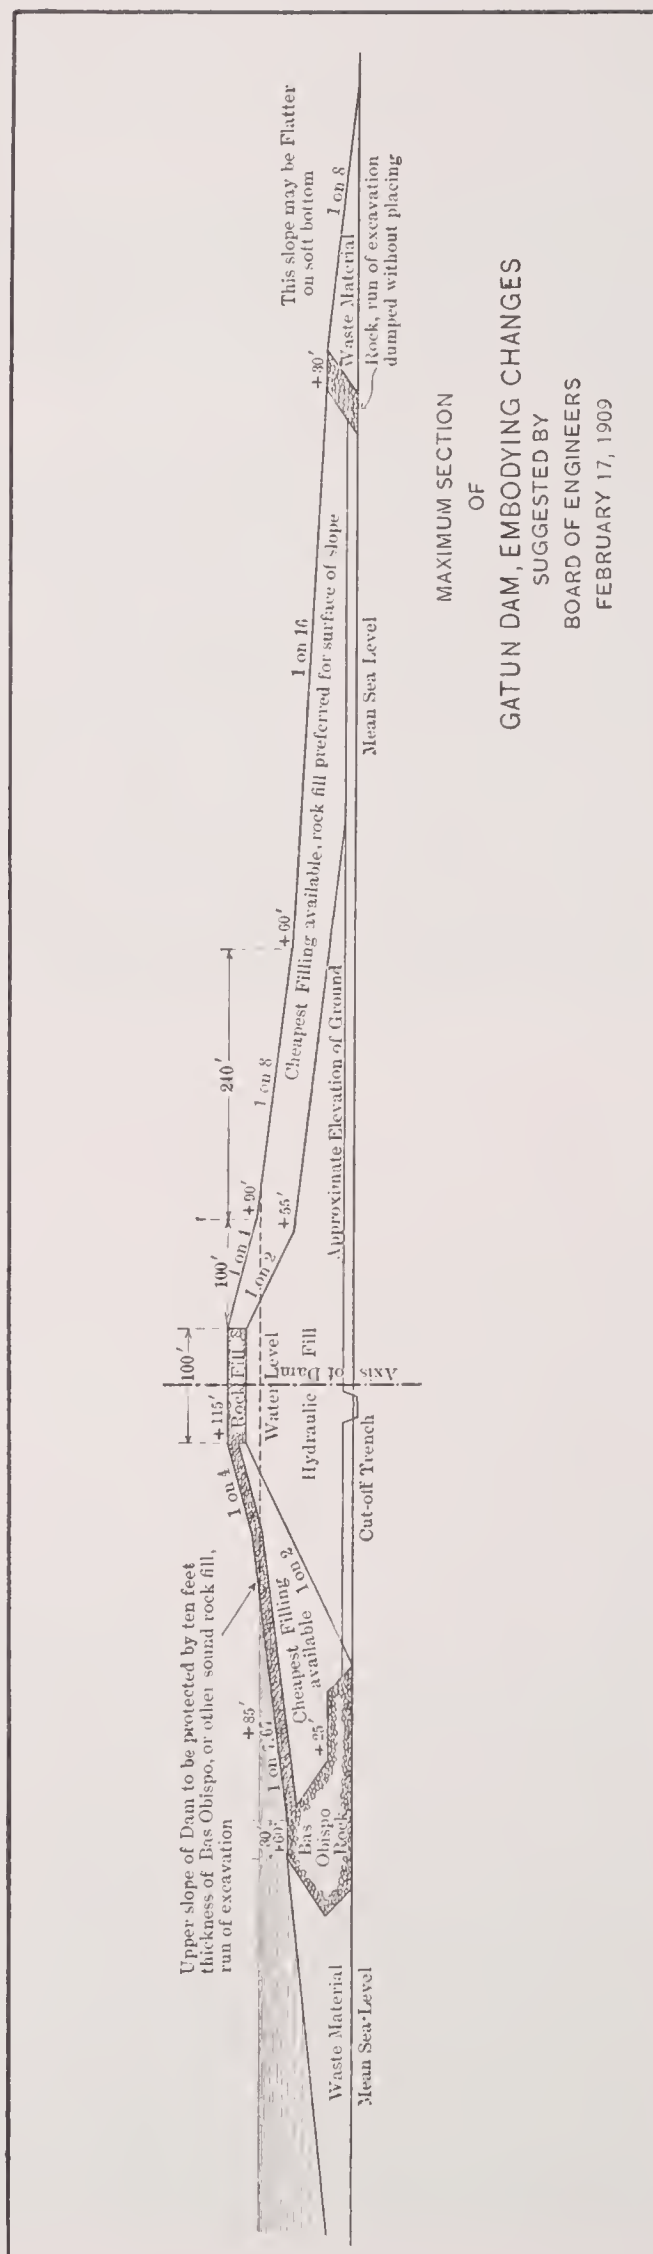 Upper slope of Dam to be protected by ten feet
thickness of Bas Obispo, or other sound rock fill,
run of excavation
+85'
1 on 7.67
30'
+60'
Bas
Obispo
Rock
+25'
Cheapest Filling
available
1 on 2
1 on 4
+115'
100'
Rock Fill
Water Level
Hydraulic Fill
Axis of Dam
Cut-off Trench
Waste Material
Mean Sea Level
100'
240'
1 on 4
+90'
1 on 2
+55'
1 on 8
+60'
Cheapest Filling available, rock fill preferred for surface of slope
Approximate Elevation of Ground
1 on 16
Mean Sea Level
+30'
This slope may be Flatter
on soft bottom
1 on 8
Waste Material
Rock, run of excavation
dumped without placing
MAXIMUM SECTION
OF
GATUN DAM, EMBODYING CHANGES
SUGGESTED BY
BOARD OF ENGINEERS
FEBRUARY 17, 1909